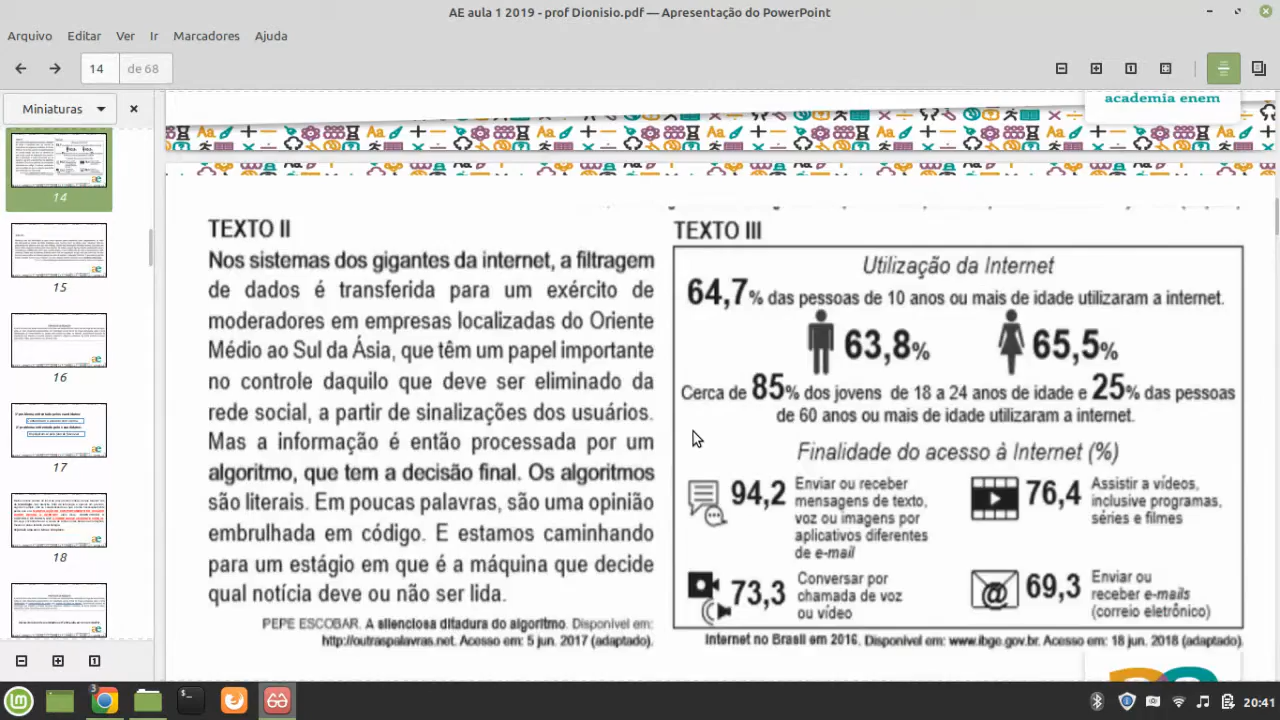 AE aula 1 2019 - prof Dionisio.pdf — Apresentação do PowerPoint
Arquivo Editar Ver Ir Marcadores Ajuda
14 de 68
Miniaturas
14
15
16
17
18
academia enem
TEXTO II
Nos sistemas dos gigantes da internet, a filtragem
de dados é transferida para um exército de
moderadores em empresas localizadas do Oriente
Médio ao Sul da Ásia, que têm um papel importante
no controle daquilo que deve ser eliminado da
rede social, a partir de sinalizações dos usuários.
Mas a informação é então processada por um
algoritmo, que tem a decisão final. Os algoritmos
são literais. Em poucas palavras, são uma opinião
embrulhada em código. E estamos caminhando
para um estágio em que é a máquina que decide
qual notícia deve ou não ser lida.
PEPE ESCOBAR. A silenciosa ditadura do algoritmo. Disponível em:
http://outraspalavras.net. Acesso em: 5 jun. 2017 (adaptado).
TEXTO III
Utilização da Internet
64,7% das pessoas de 10 anos ou mais de idade utilizaram a internet.
63,8% 65,5%
Cerca de 85% dos jovens de 18 a 24 anos de idade e 25% das pessoas
de 60 anos ou mais de idade utilizaram a internet.
Finalidade do acesso à Internet (%)
94,2 Enviar ou receber
mensagens de texto,
voz ou imagens por
aplicativos diferentes
de e-mail
76,4 Assistir a vídeos,
inclusive programas,
séries e filmes
73,3 Conversar por
chamada de voz
ou vídeo
69,3 Enviar ou
receber e-mails
(correio eletrônico)
Internet no Brasil em 2016. Disponível em: www.ibge.gov.br. Acesso em: 18 jun. 2018 (adaptado).
20:41